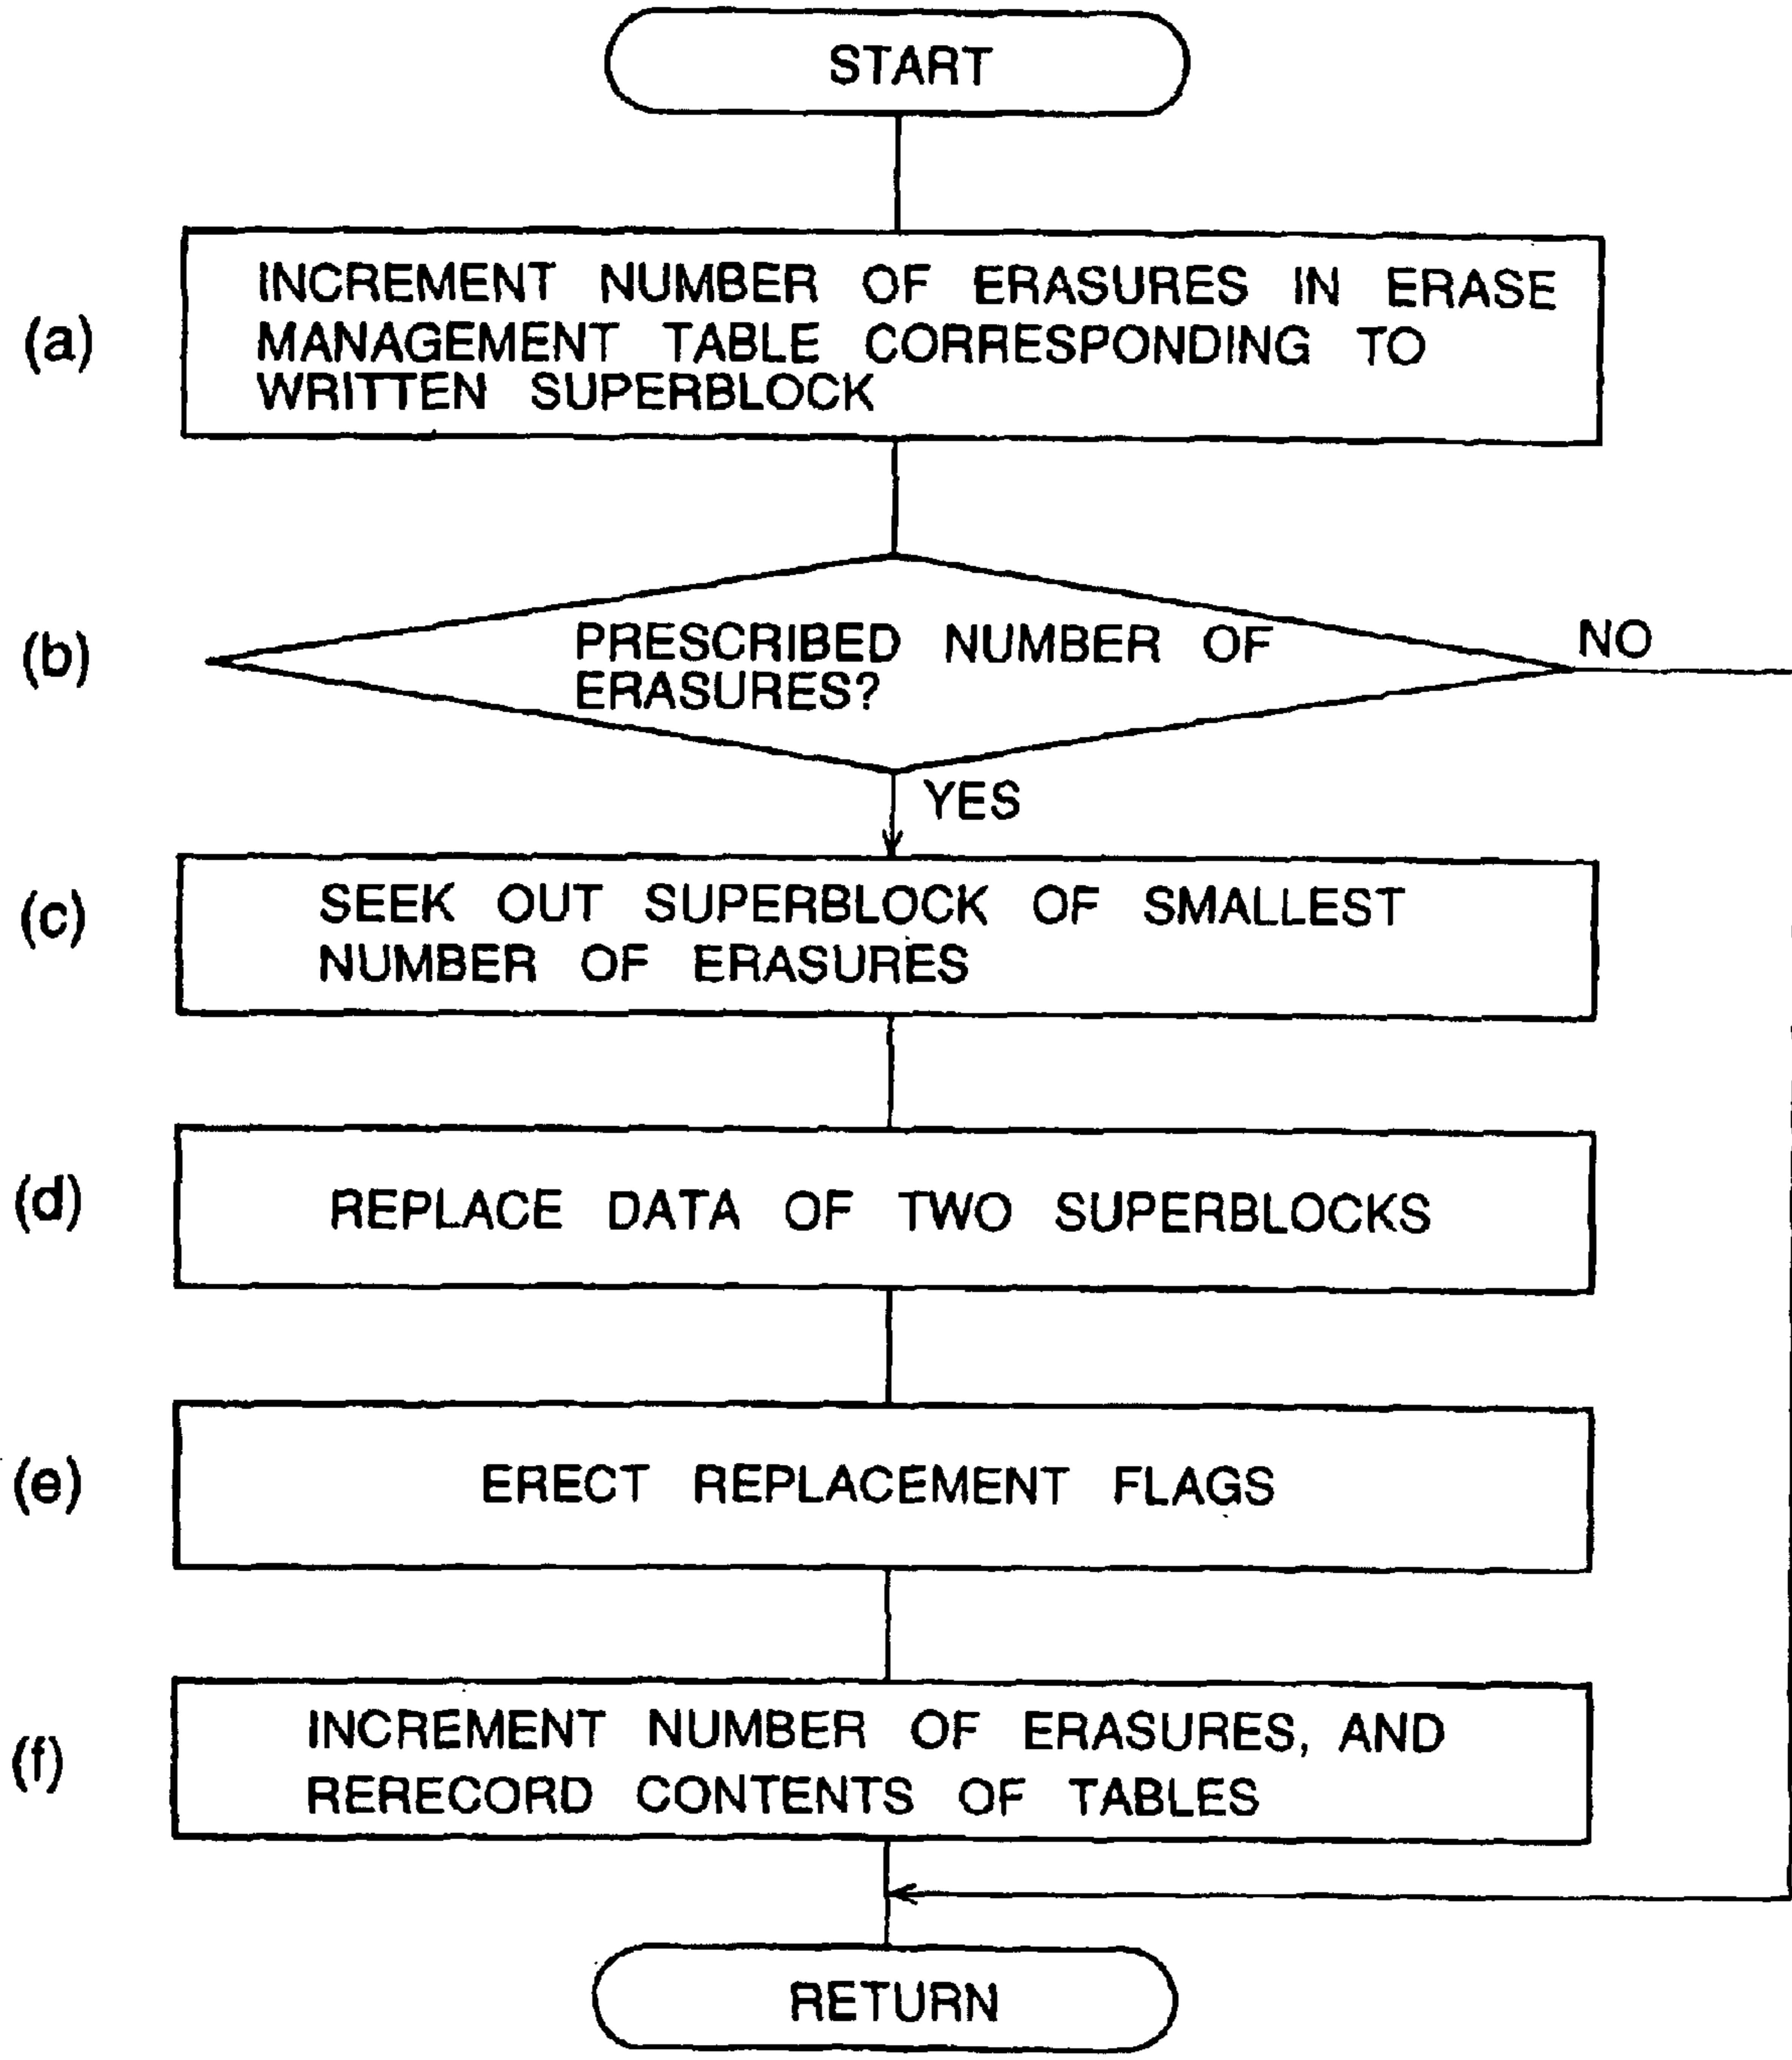 START
(a)
INCREMENT NUMBER OF ERASURES IN ERASE
MANAGEMENT TABLE CORRESPONDING TO
WRITTEN SUPERBLOCK
(b)
PRESCRIBED NUMBER OF
ERASURES?
NO
YES
(c)
SEEK OUT SUPERBLOCK OF SMALLEST
NUMBER OF ERASURES
(d)
REPLACE DATA OF TWO SUPERBLOCKS
(e)
ERECT REPLACEMENT FLAGS
(f)
INCREMENT NUMBER OF ERASURES, AND
RERECORD CONTENTS OF TABLES
RETURN